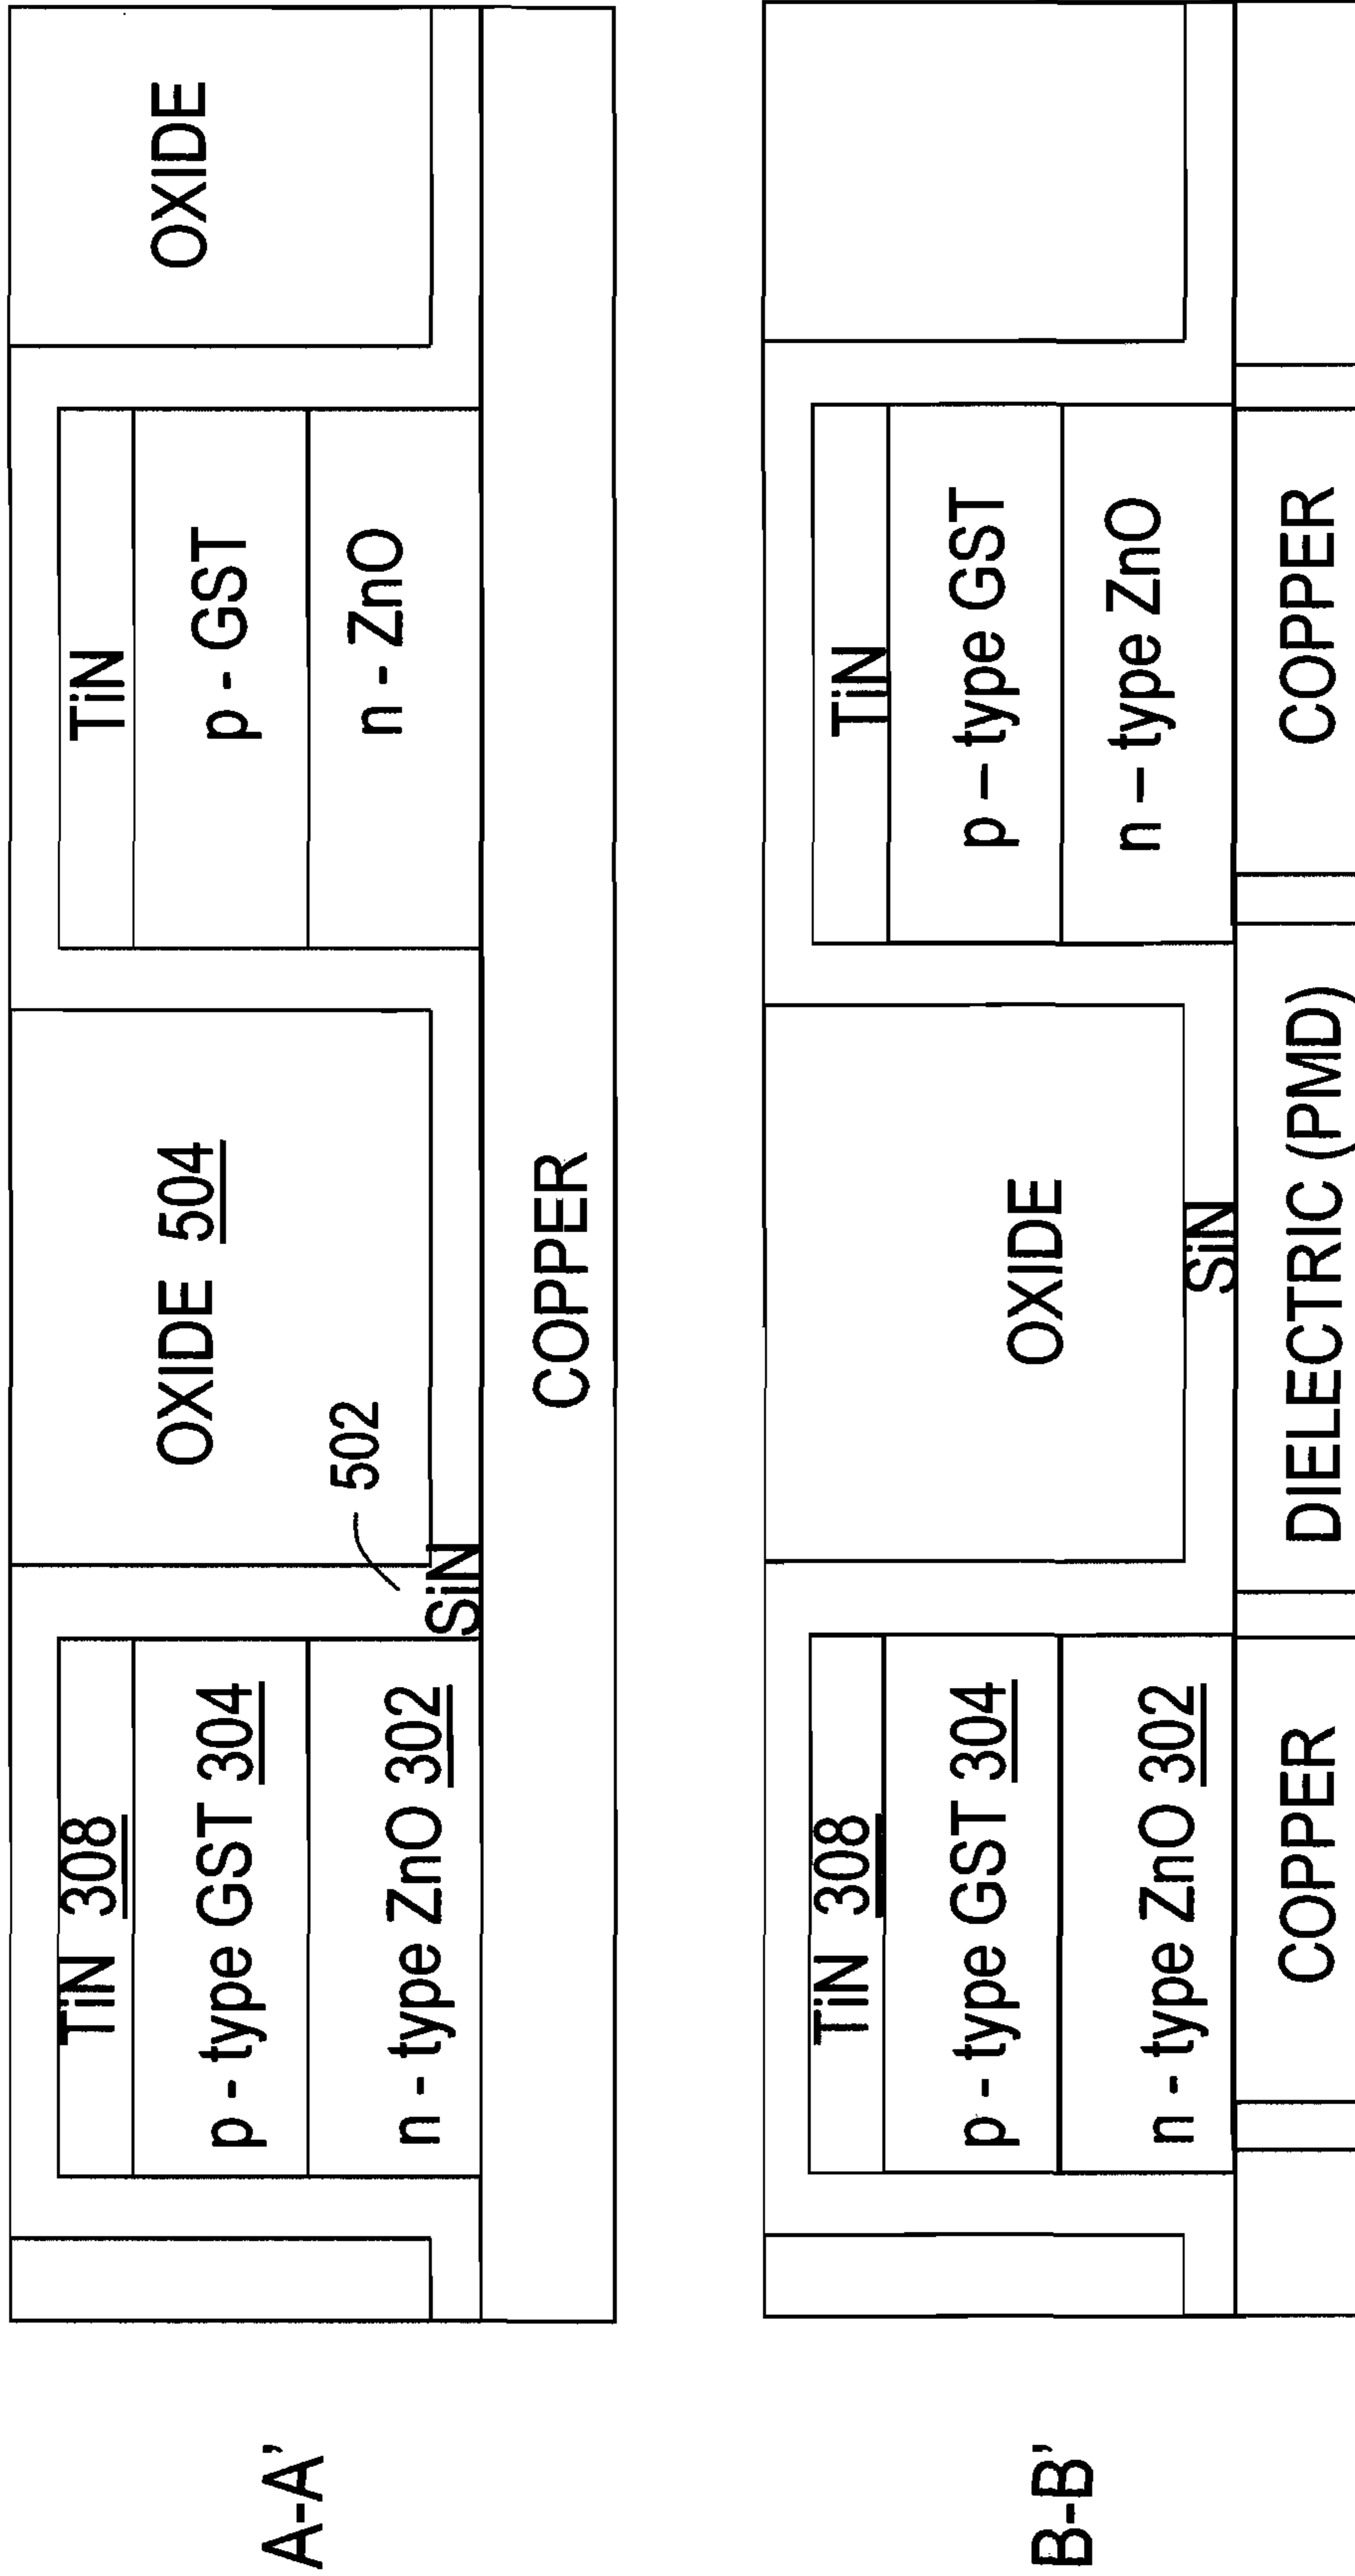 A-A'
TiN 308
TiN
p - type GST 304
p - GST
n - type ZnO 302
n - ZnO
OXIDE 504
OXIDE
502
SiN
COPPER
B-B'
TiN 308
TiN
p - type GST 304
p – type GST
n - type ZnO 302
n – type ZnO
OXIDE
SiN
COPPER
DIELECTRIC (PMD)
COPPER